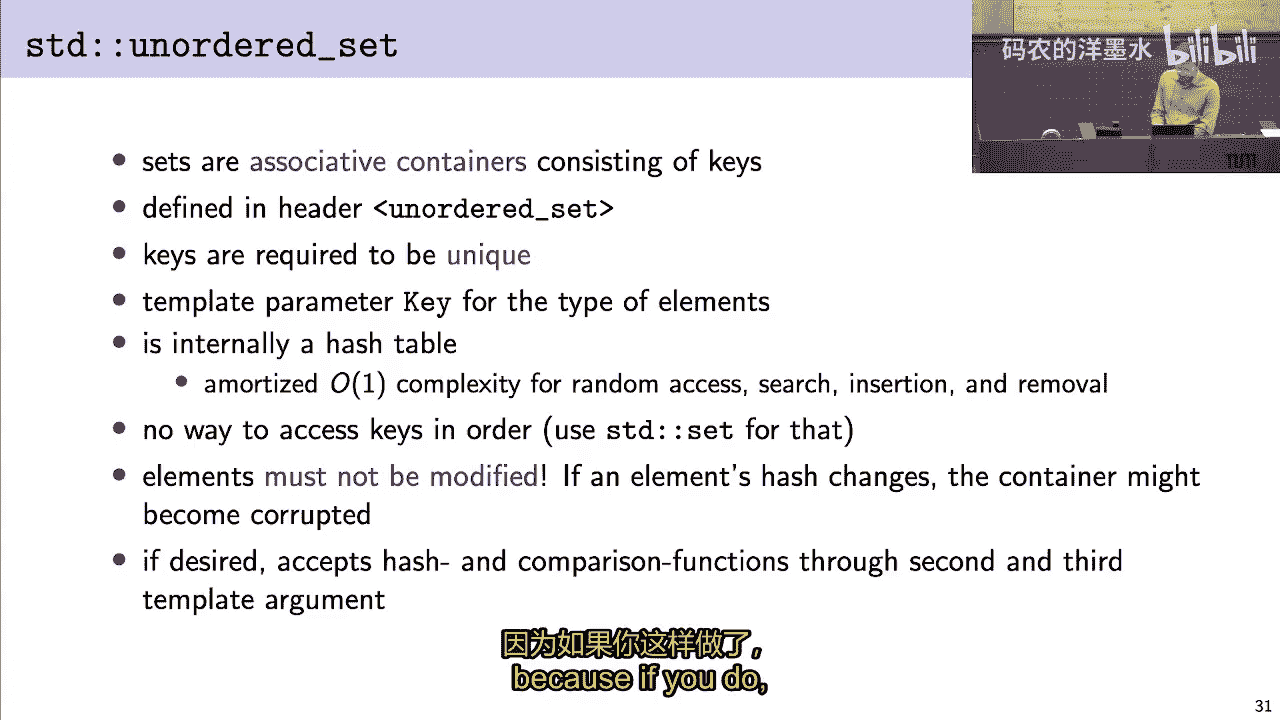 std::unordered_set
码农的洋墨水 bilibili
• sets are associative containers consisting of keys
• defined in header <unordered_set>
• keys are required to be unique
• template parameter Key for the type of elements
• is internally a hash table
• amortized O(1) complexity for random access, search, insertion, and removal
• no way to access keys in order (use std::set for that)
• elements must not be modified! If an element's hash changes, the container might
become corrupted
• if desired, accepts hash- and comparison-functions through second and third
template argument
因为如果你这样做了,
because if you do,
31